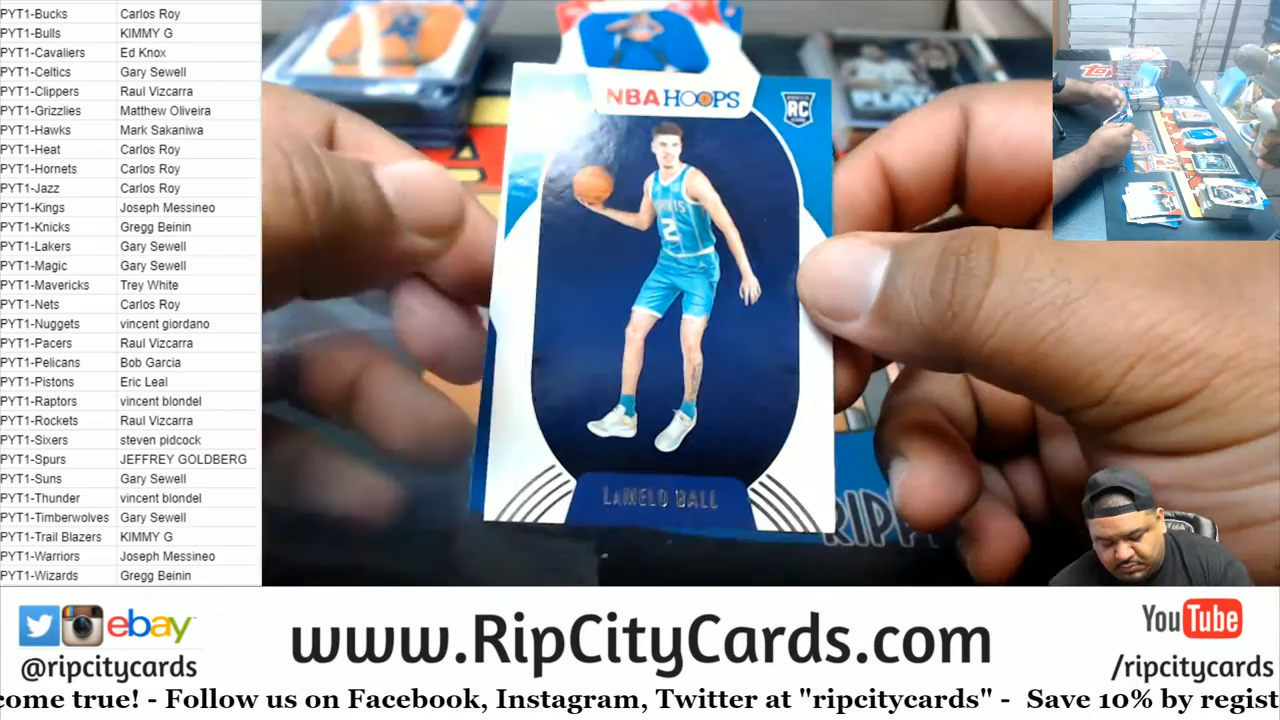 PYT1-Bucks Carlos Roy
PYT1-Bulls KIMMY G
PYT1-Cavaliers Ed Knox
PYT1-Celtics Gary Sewell
PYT1-Clippers Raul Vizcarra
PYT1-Grizzlies Matthew Oliveira
PYT1-Hawks Mark Sakaniwa
PYT1-Heat Carlos Roy
PYT1-Hornets Carlos Roy
PYT1-Jazz Carlos Roy
PYT1-Kings Joseph Messineo
PYT1-Knicks Gregg Beinin
PYT1-Lakers Gary Sewell
PYT1-Magic Gary Sewell
PYT1-Mavericks Trey White
PYT1-Nets Carlos Roy
PYT1-Nuggets vincent giordano
PYT1-Pacers Raul Vizcarra
PYT1-Pelicans Bob Garcia
PYT1-Pistons Eric Leal
PYT1-Raptors vincent blondel
PYT1-Rockets Raul Vizcarra
PYT1-Sixers steven pidcock
PYT1-Spurs JEFFREY GOLDBERG
PYT1-Suns Gary Sewell
PYT1-Thunder vincent blondel
PYT1-Timberwolves Gary Sewell
PYT1-Trail Blazers KIMMY G
PYT1-Warriors Joseph Messineo
PYT1-Wizards Gregg Beinin
NBA HOOPS
RC
2
LaMELO BALL
RIPP
ebay
@ripcitycards
www.RipCityCards.com
YouTube
/ripcitycards
come true! - Follow us on Facebook, Instagram, Twitter at "ripcitycards" - Save 10% by regist